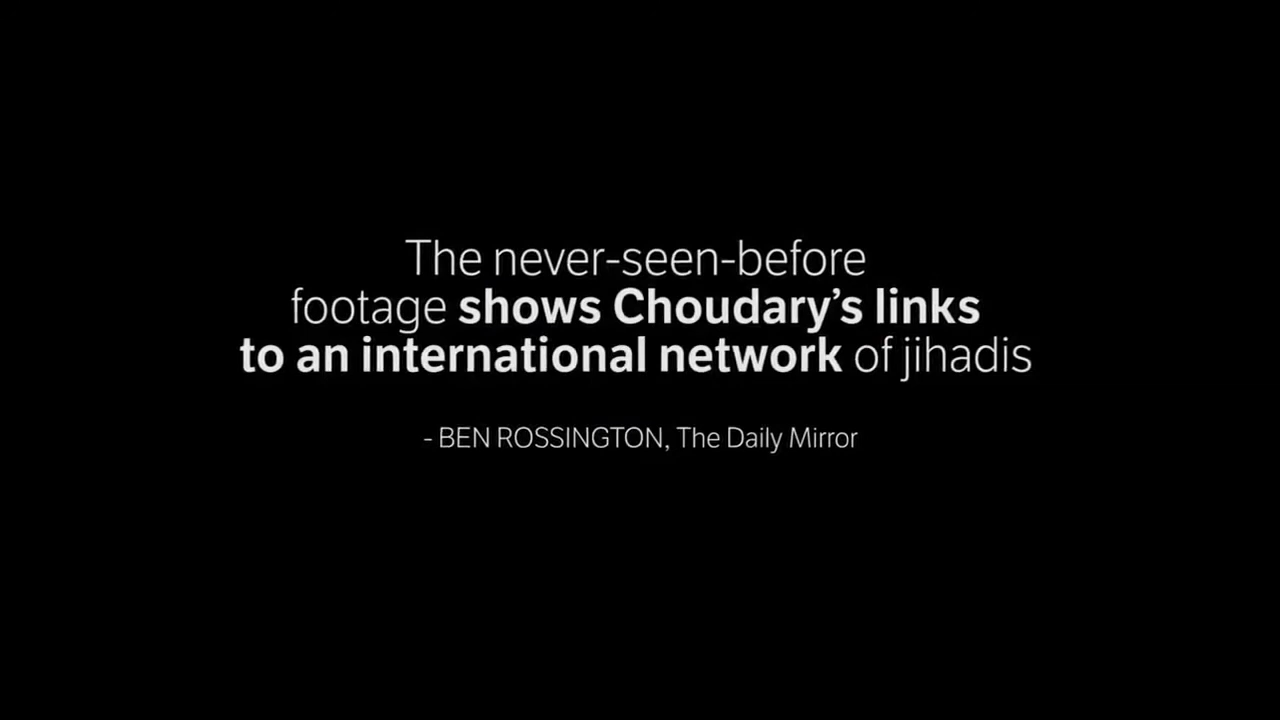 The never-seen-before
footage shows Choudary’s links
to an international network of jihadis
- BEN ROSSINGTON, The Daily Mirror